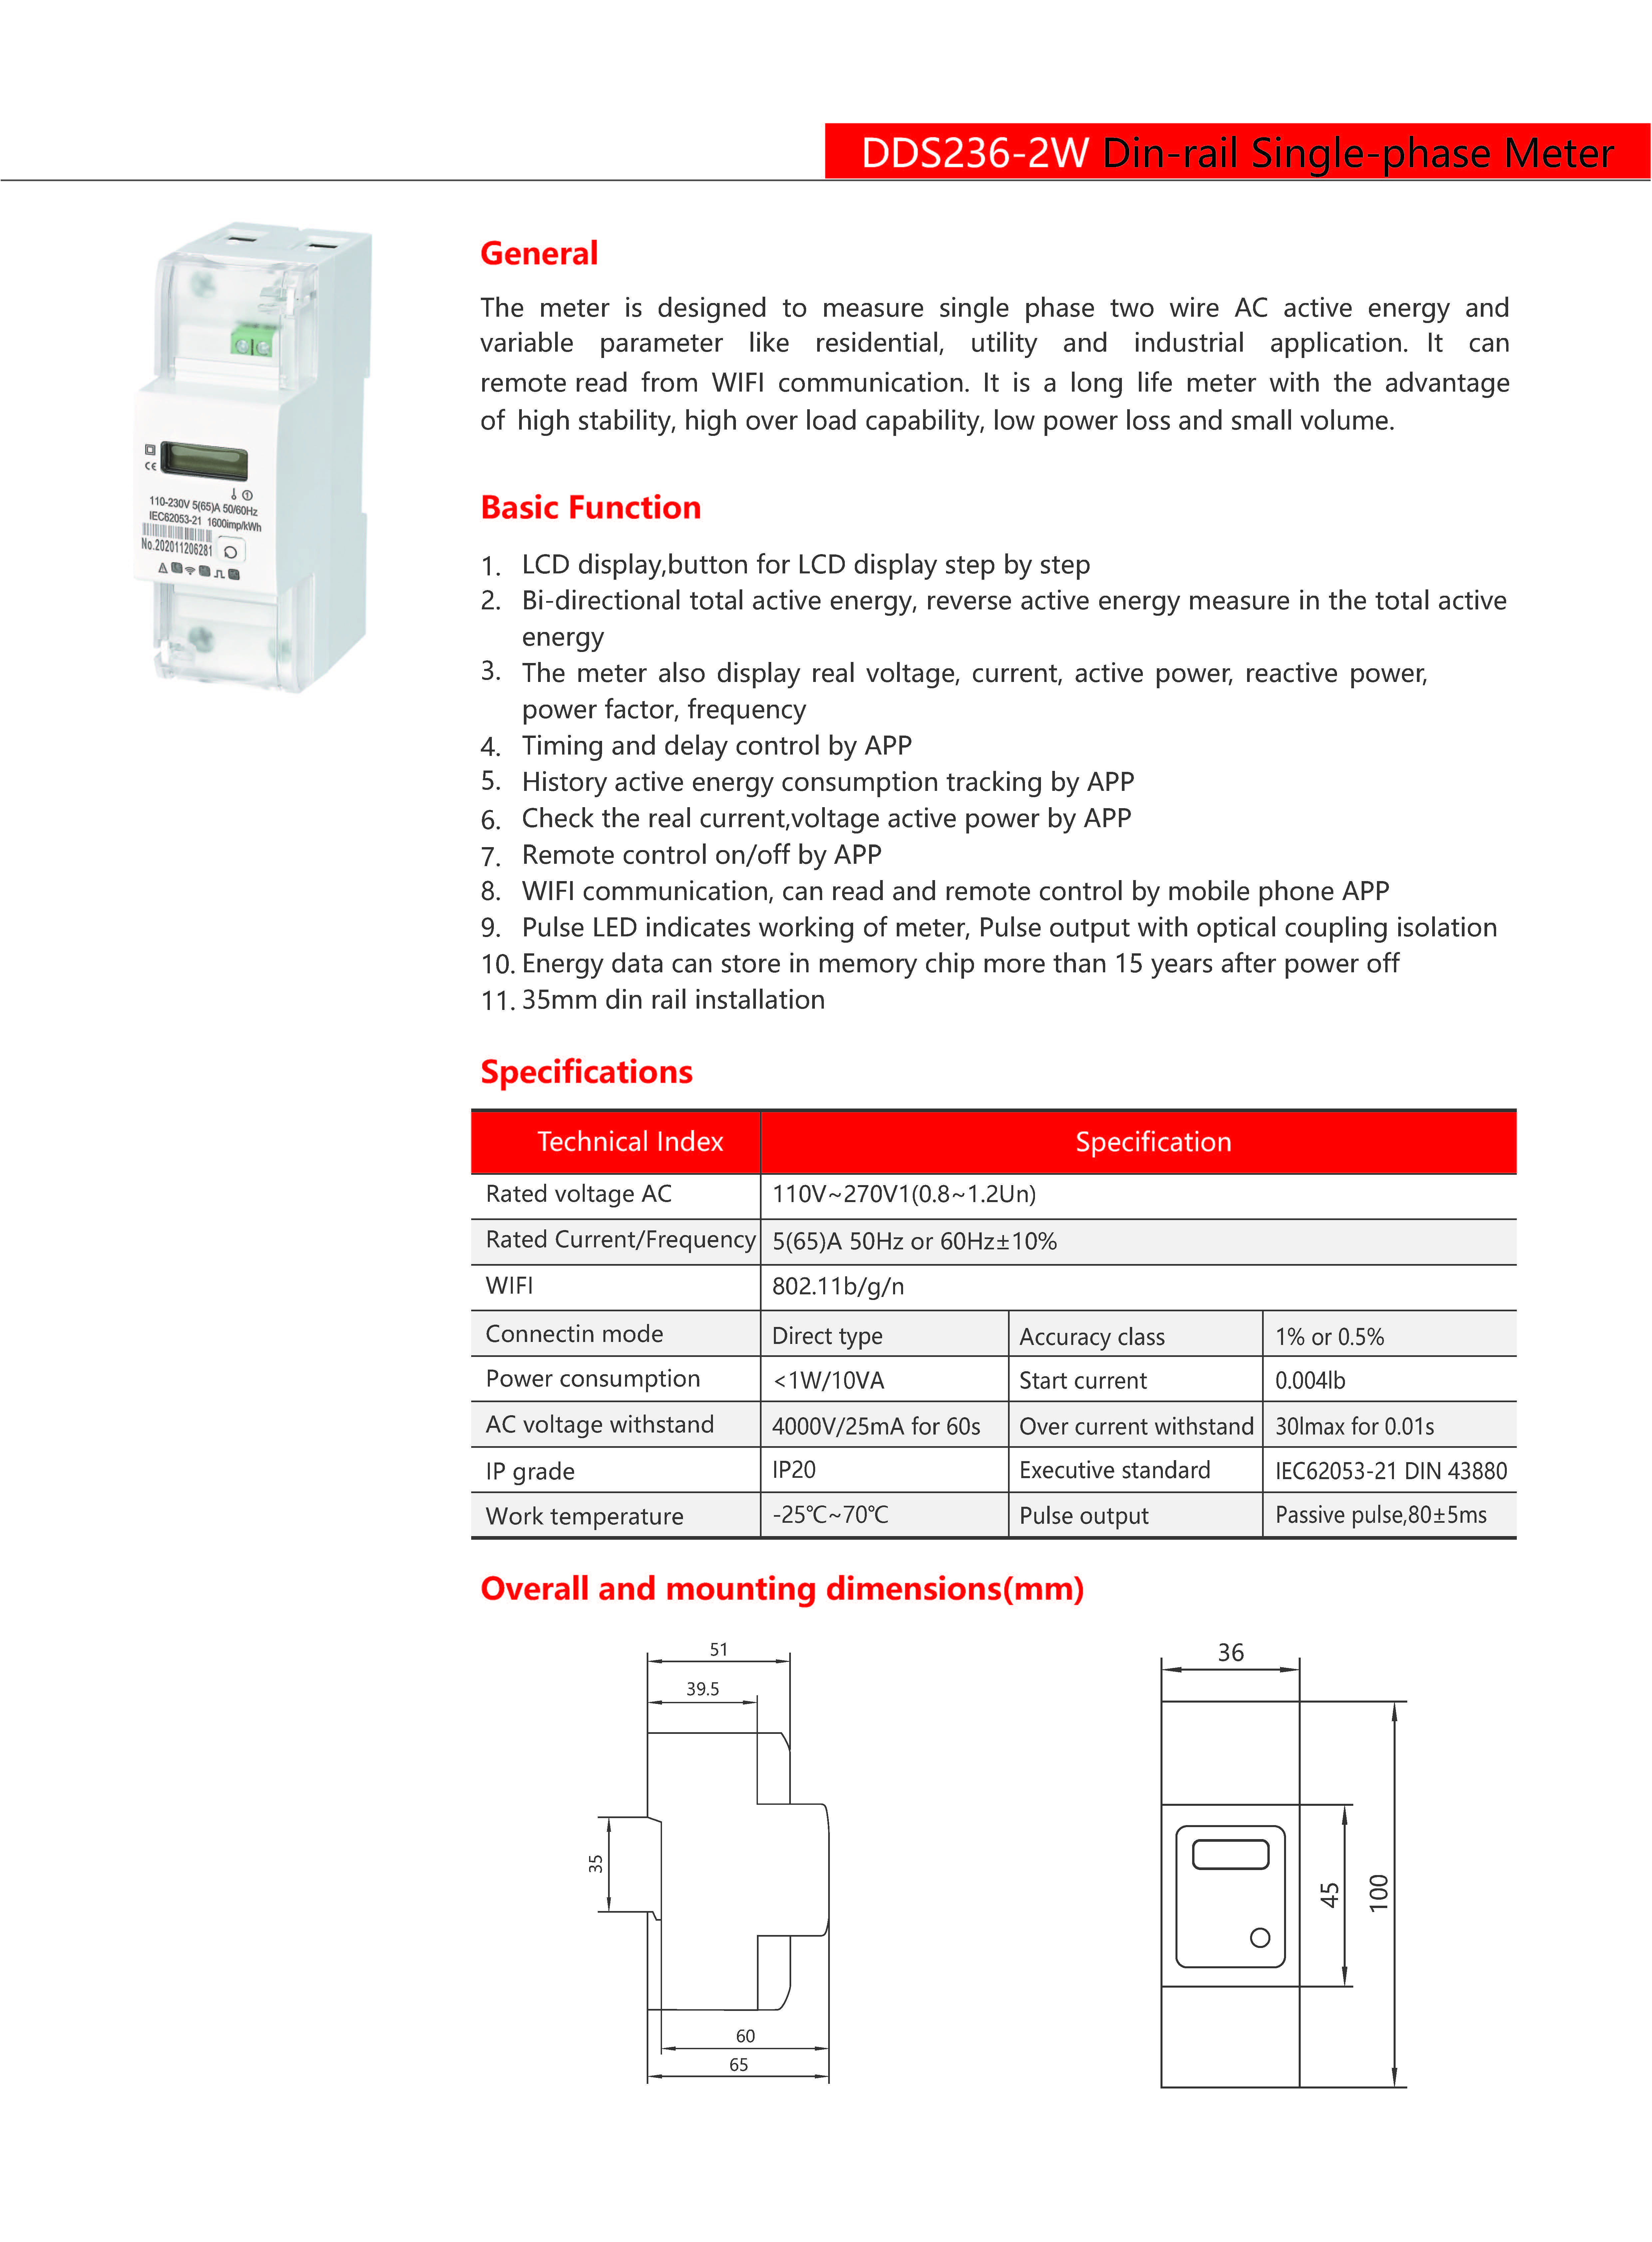 DDS236-2W Din-rail Single-phase Meter
General
The meter is designed to measure single phase two wire AC active energy and
variable parameter like residential, utility and industrial application. It can
remote read from WIFI communication. It is a long life meter with the advantage
of high stability, high over load capability, low power loss and small volume.
CE
110-230V 5(65)A 50/60Hz
IEC62053-21 1600imp/kWh
No.202011206281
Basic Function
1. LCD display,button for LCD display step by step
2. Bi-directional total active energy, reverse active energy measure in the total active
energy
3. The meter also display real voltage, current, active power, reactive power,
power factor, frequency
4. Timing and delay control by APP
5. History active energy consumption tracking by APP
6. Check the real current,voltage active power by APP
7. Remote control on/off by APP
8. WIFI communication, can read and remote control by mobile phone APP
9. Pulse LED indicates working of meter, Pulse output with optical coupling isolation
10. Energy data can store in memory chip more than 15 years after power off
11. 35mm din rail installation
Specifications
Technical Index Specification
Rated voltage AC 110V~270V1(0.8~1.2Un)
Rated Current/Frequency 5(65)A 50Hz or 60Hz±10%
WIFI 802.11b/g/n
Connectin mode Direct type Accuracy class 1% or 0.5%
Power consumption <1W/10VA Start current 0.004lb
AC voltage withstand 4000V/25mA for 60s Over current withstand 30lmax for 0.01s
IP grade IP20 Executive standard IEC62053-21 DIN 43880
Work temperature -25℃~70℃ Pulse output Passive pulse,80±5ms
Overall and mounting dimensions(mm)
51
39.5
35
60
65
36
45
100